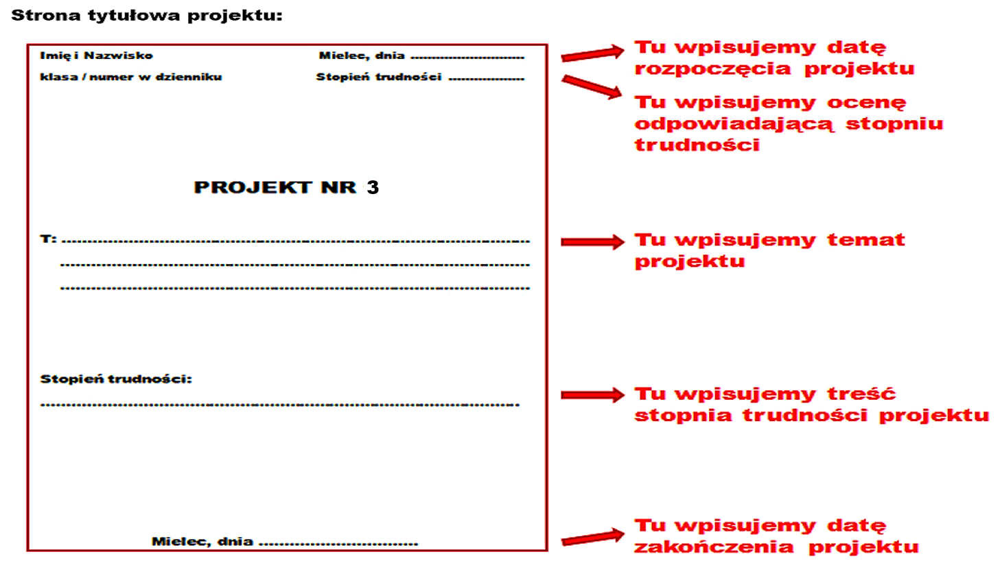 Strona tytułowa projektu:
Imię i Nazwisko
Mielec, dnia ............................
klasa / numer w dzienniku
Stopień trudności ..................
Tu wpisujemy datę
rozpoczęcia projektu
Tu wpisujemy ocenę
odpowiadającą stopniu
trudności
PROJEKT NR 3
T: ...........................................................................................
...........................................................................................
...........................................................................................
Tu wpisujemy temat
projektu
Stopień trudności:
.............................................................................................
Tu wpisujemy treść
stopnia trudności projektu
Mielec, dnia ...............................
Tu wpisujemy datę
zakończenia projektu